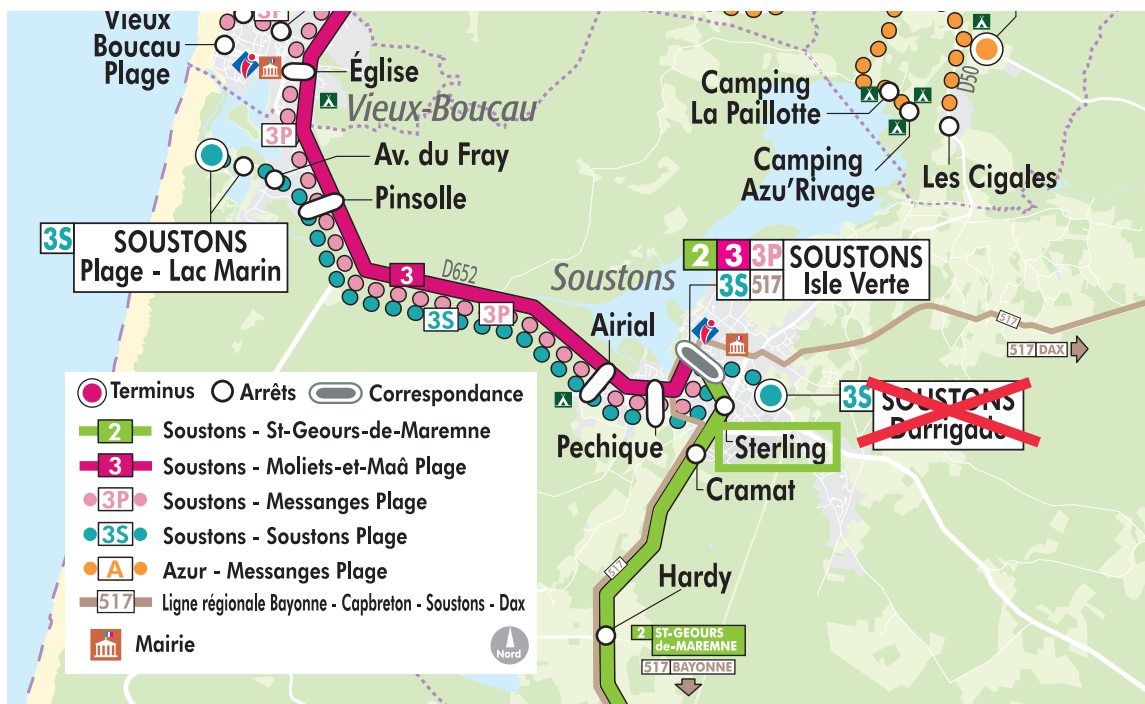 3P
Vieux
Boucau
Plage
Église
Vieux-Boucau
3P
Av. du Fray
Pinsolle
3S
SOUSTONS
Plage - Lac Marin
D652
3
3S
3P
Camping
La Paillotte
D50
Camping
Azu'Rivage
Les Cigales
Soustons
2 3 3P SOUSTONS
3S 517 Isle Verte
Airial
517
517 DAX
3S
SOUSTONS
Darrigade
Pechique
Sterling
Cramat
517
Hardy
2 ST-GEOURS
de-MAREMNE
517 BAYONNE
Terminus
Arrêts
Correspondance
2 Soustons - St-Geours-de-Maremne
3 Soustons - Moliets-et-Maâ Plage
3P Soustons - Messanges Plage
3S Soustons - Soustons Plage
A Azur - Messanges Plage
517 Ligne régionale Bayonne - Capbreton - Soustons - Dax
Mairie
Nord